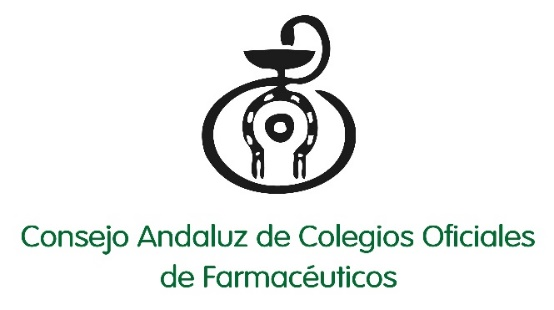 Consejo Andaluz de Colegios Oficiales
de Farmacéuticos